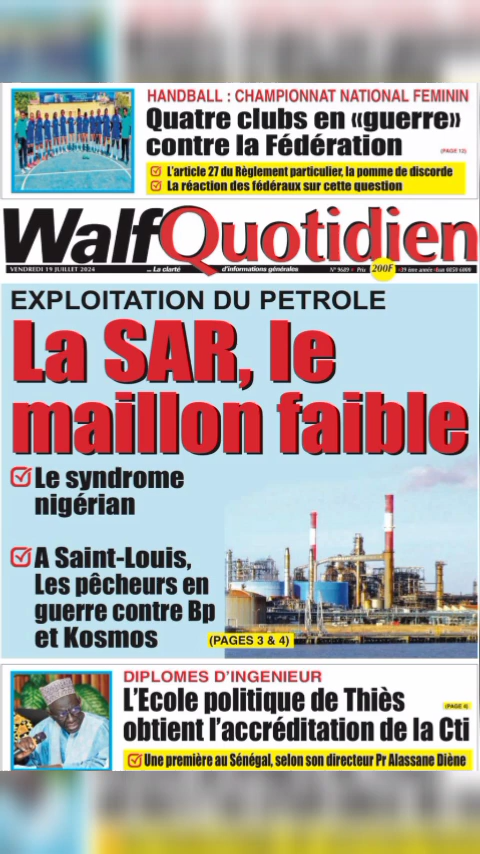 HANDBALL : CHAMPIONNAT NATIONAL FEMININ
Quatre clubs en «guerre»
contre la Fédération
(PAGE 12)
L'article 27 du Règlement particulier, la pomme de discorde
La réaction des fédéraux sur cette question
WalfQuotidien
VENDREDI 19 JUILLET 2024
... La clarté d'informations générales
N° 9689 • Prix 200F
EXPLOITATION DU PETROLE
La SAR, le
maillon faible
Le syndrome
nigérian
A Saint-Louis,
Les pêcheurs en
guerre contre Bp
et Kosmos
(PAGES 3 & 4)
DIPLOMES D'INGENIEUR
L'Ecole politique de Thiès
(PAGE 4)
obtient l'accréditation de la Cti
Une première au Sénégal, selon son directeur Pr Alassane Diène